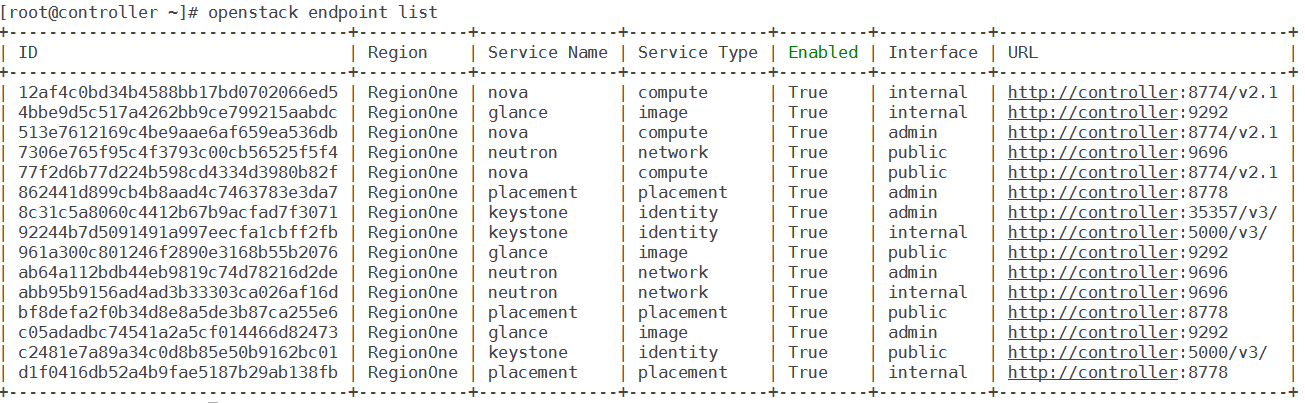 [root@controller ~]# openstack endpoint list
+----------------------------------+-----------+--------------+--------------+---------+-----------+----------------------------+
| ID                               | Region    | Service Name | Service Type | Enabled | Interface | URL                        |
+----------------------------------+-----------+--------------+--------------+---------+-----------+----------------------------+
| 12af4c0bd34b4588bb17bd0702066ed5 | RegionOne | nova         | compute      | True    | internal  | http://controller:8774/v2.1 |
| 4bbe9d5c517a4262bb9ce799215aabdc | RegionOne | glance       | image        | True    | internal  | http://controller:9292     |
| 513e7612169c4be9aae6af659ea536db | RegionOne | nova         | compute      | True    | admin     | http://controller:8774/v2.1 |
| 7306e765f95c4f3793c00cb56525f5f4 | RegionOne | neutron      | network      | True    | public    | http://controller:9696     |
| 77f2d6b77d224b598cd4334d3980b82f | RegionOne | nova         | compute      | True    | public    | http://controller:8774/v2.1 |
| 862441d899cb4b8aad4c7463783e3da7 | RegionOne | placement    | placement    | True    | admin     | http://controller:8778     |
| 8c31c5a8060c4412b67b9acfad7f3071 | RegionOne | keystone     | identity     | True    | admin     | http://controller:35357/v3/ |
| 92244b7d5091491a997eecfa1cbff2fb | RegionOne | keystone     | identity     | True    | internal  | http://controller:5000/v3/ |
| 961a300c801246f2890e3168b55b2076 | RegionOne | glance       | image        | True    | public    | http://controller:9292     |
| ab64a112bdb44eb9819c74d78216d2de | RegionOne | neutron      | network      | True    | admin     | http://controller:9696     |
| abb95b9156ad4ad3b33303ca026af16d | RegionOne | neutron      | network      | True    | internal  | http://controller:9696     |
| bf8defa2f0b34d8e8a5de3b87ca255e6 | RegionOne | placement    | placement    | True    | public    | http://controller:8778     |
| c05adadbc74541a2a5cf014466d82473 | RegionOne | glance       | image        | True    | admin     | http://controller:9292     |
| c2481e7a89a34c0d8b85e50b9162bc01 | RegionOne | keystone     | identity     | True    | public    | http://controller:5000/v3/ |
| d1f0416db52a4b9fae5187b29ab138fb | RegionOne | placement    | placement    | True    | internal  | http://controller:8778     |
+----------------------------------+-----------+--------------+--------------+---------+-----------+----------------------------+